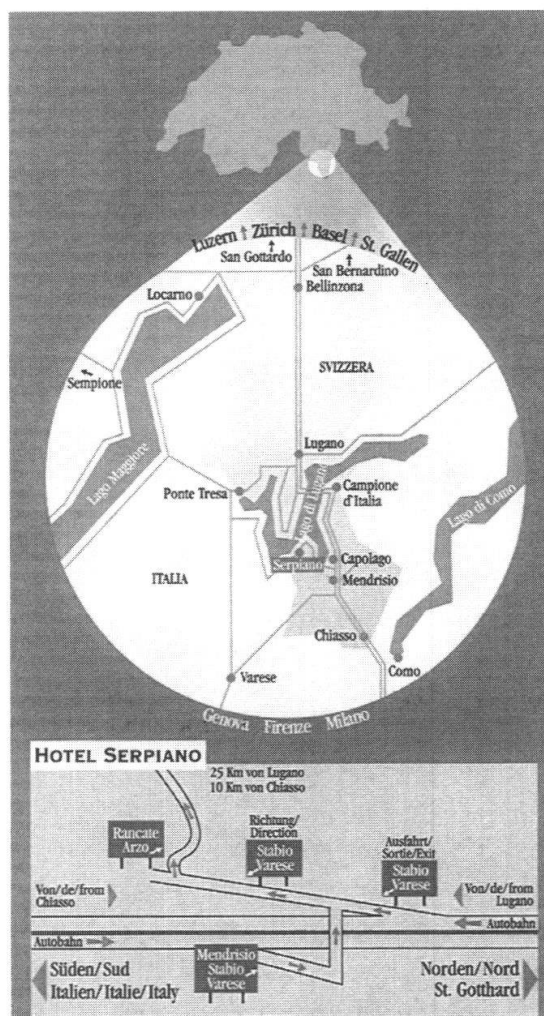 Luzern Zürich Basel St. Gallen
San Gottardo
San Bernardino
Bellinzona
Locarno
SVIZZERA
Sempione
Lago Maggiore
Lugano
Ponte Tresa
Lago di Lugano
Campione
d'Italia
Lago di Como
Serpiano
Capolago
ITALIA
Mendrisio
Chiasso
Como
Varese
Genova Firenze Milano
HOTEL SERPIANO
25 Km von Lugano
10 Km von Chiasso
Rancate
Arzo
Richtung/
Direction
Stabio
Varese
Ausfahrt/
Sortie/Exit
Stabio
Varese
Von/de/from
Chiasso
Von/de/from
Lugano
Autobahn
Autobahn
Mendrisio
Stabio
Varese
Süden/Sud
Italien/Italie/Italy
Norden/Nord
St. Gotthard